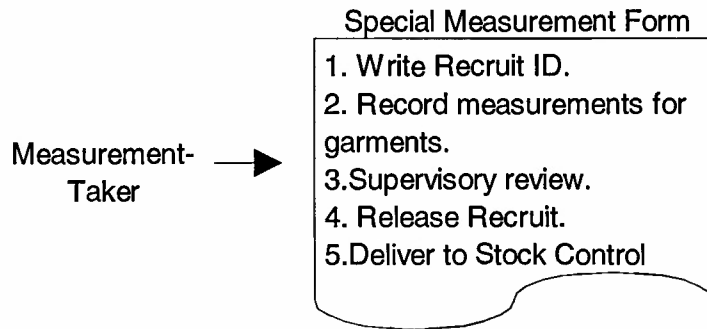 Special Measurement Form
1. Write Recruit ID.
2. Record measurements for
garments.
3.Supervisory review.
4. Release Recruit.
5.Deliver to Stock Control
Measurement-
Taker